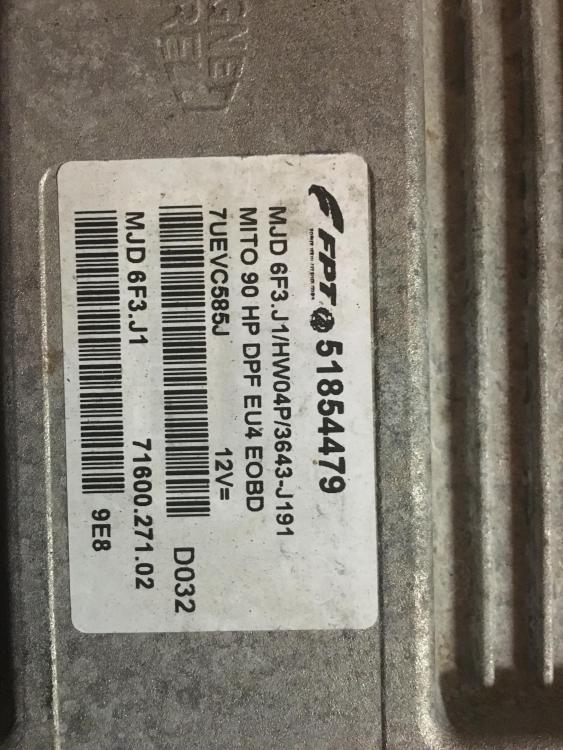 FPT 51854479
MJD 6F3.J1/HW04P/3643-J191
MITO 90 HP DPF EU4 EOBD
7UEVC585J 12V=
D032
MJD 6F3.J1 71600.271.02
9E8